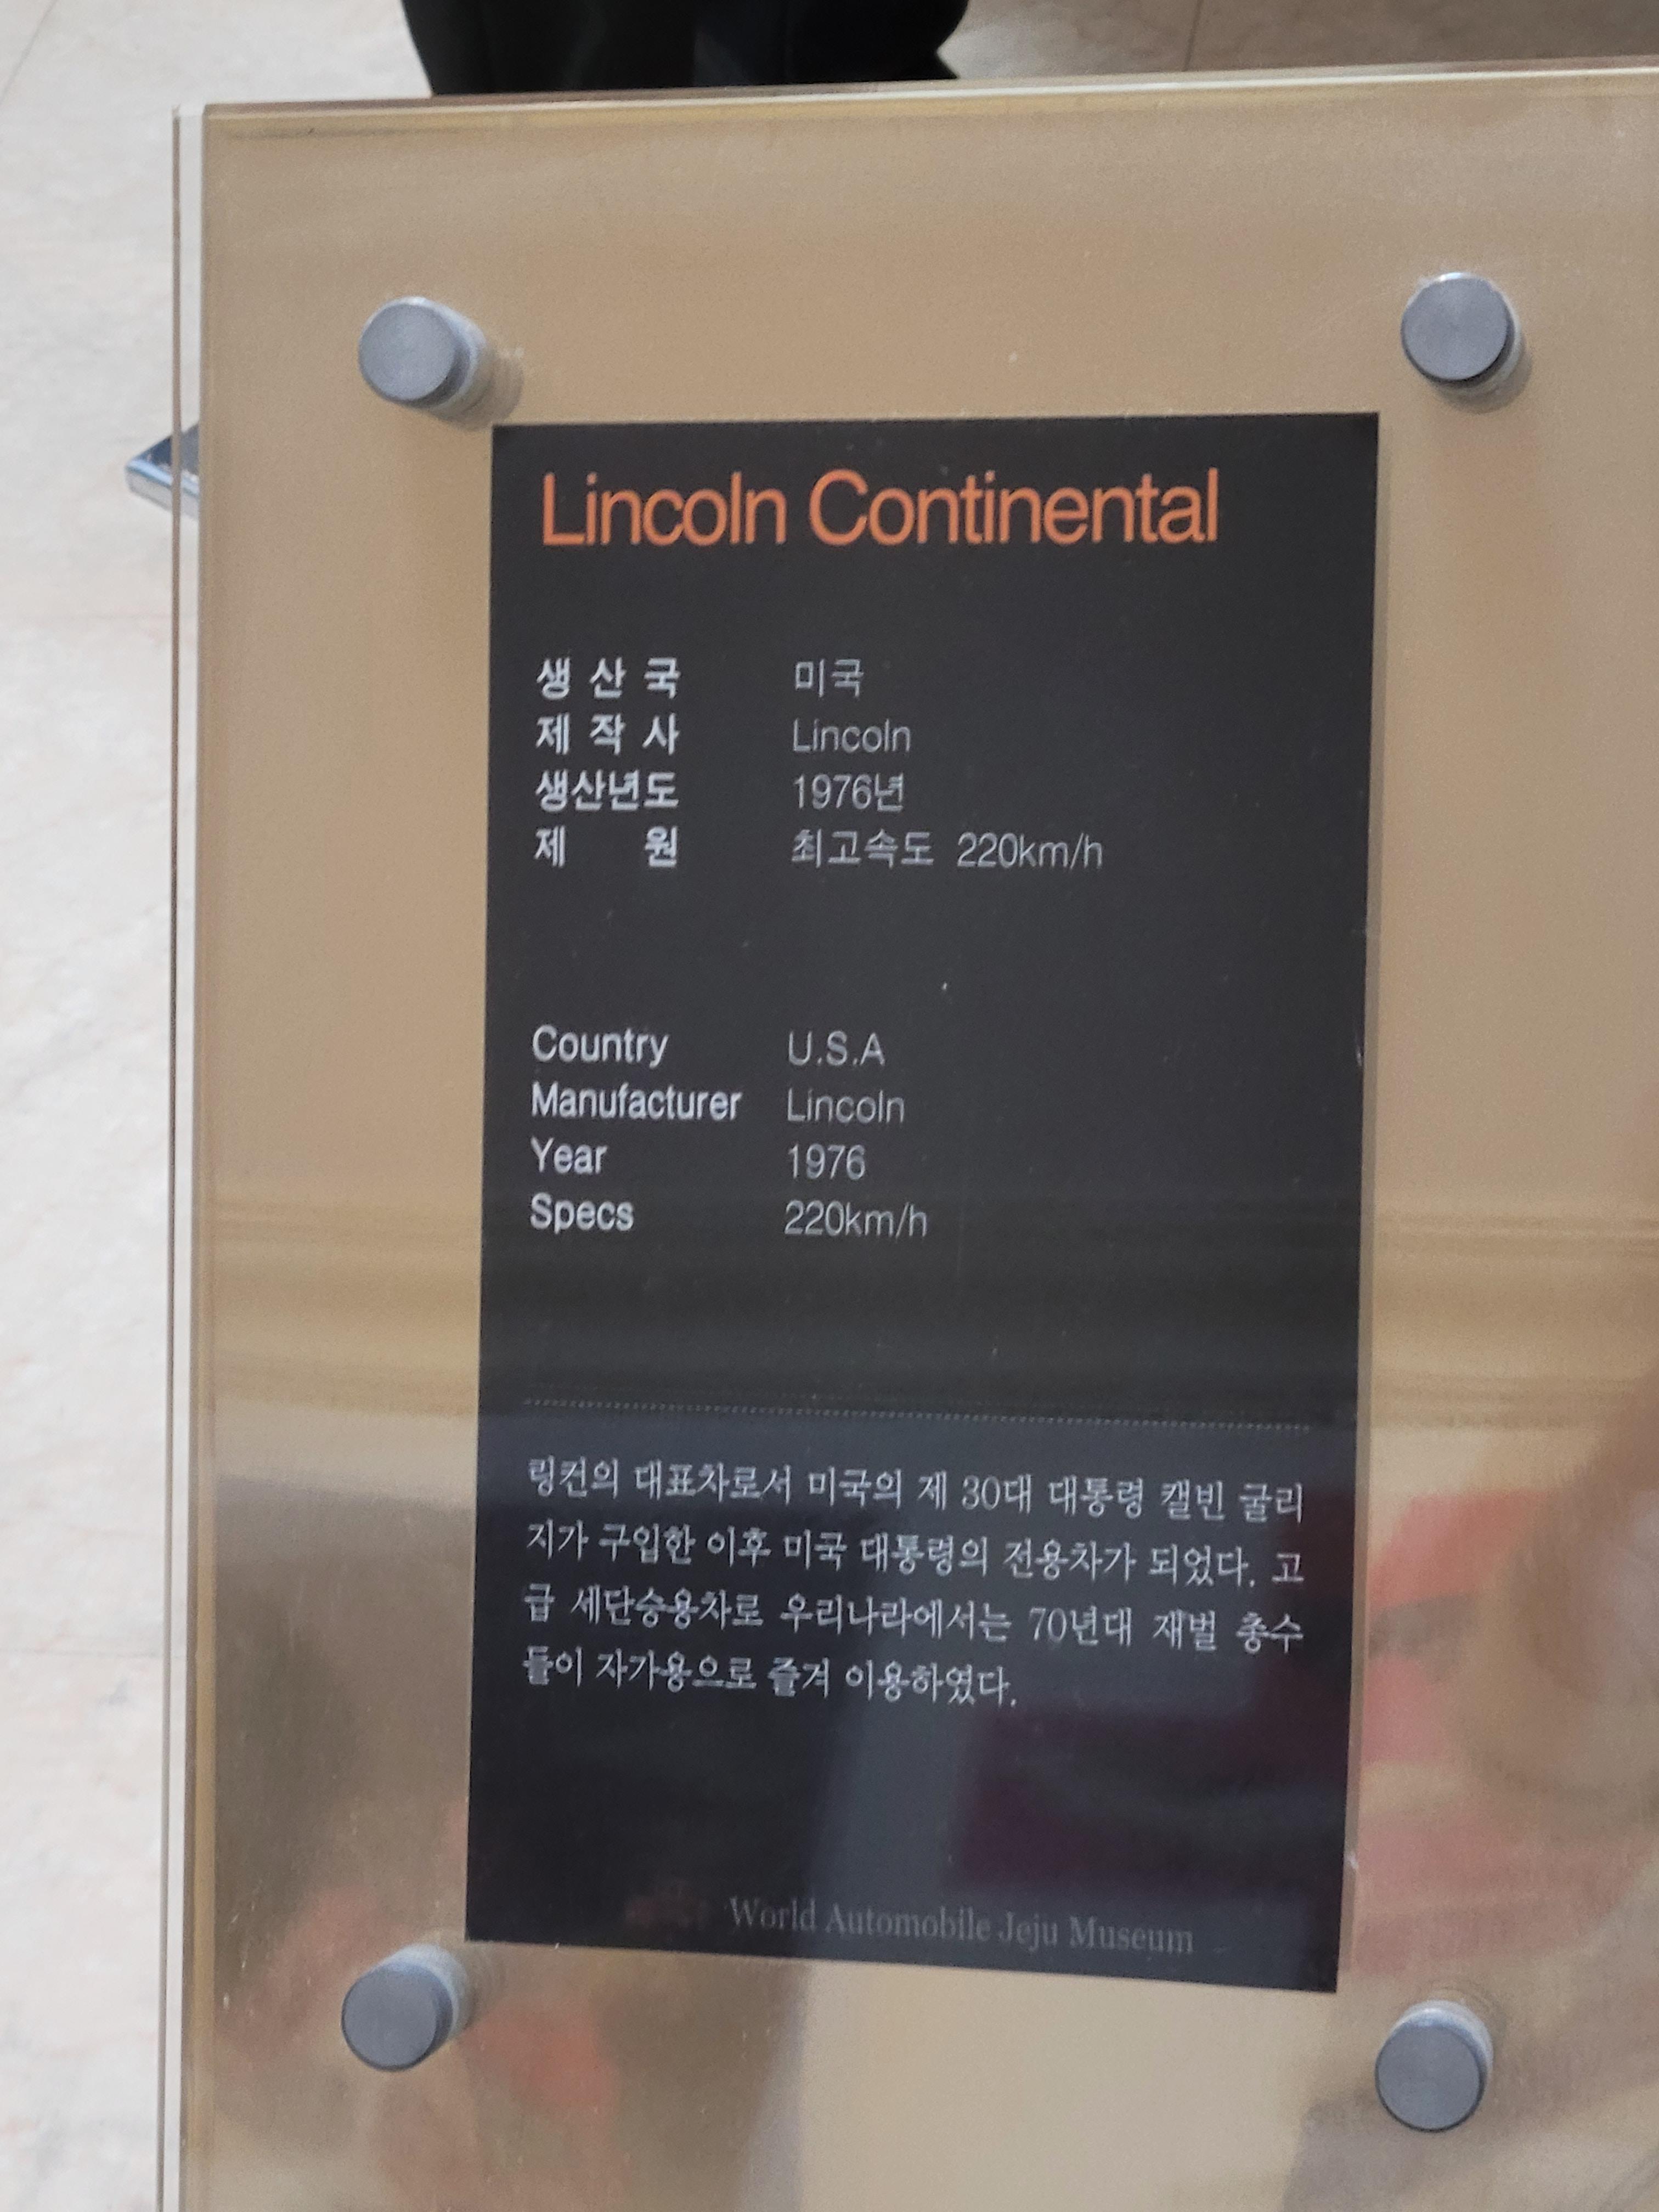 Lincoln Continental
생 산 국 미국
제 작 사 Lincoln
생산년도 1976년
제 원 최고속도 220km/h
Country U.S.A
Manufacturer Lincoln
Year 1976
Specs 220km/h
링컨의 대표차로서 미국의 제 30대 대통령 캘빈 굴리
지가 구입한 이후 미국 대통령의 전용차가 되었다. 고
급 세단승용차로 우리나라에서는 70년대 재벌 총수
들이 자가용으로 즐겨 이용하였다.
World Automobile Jeju Museum